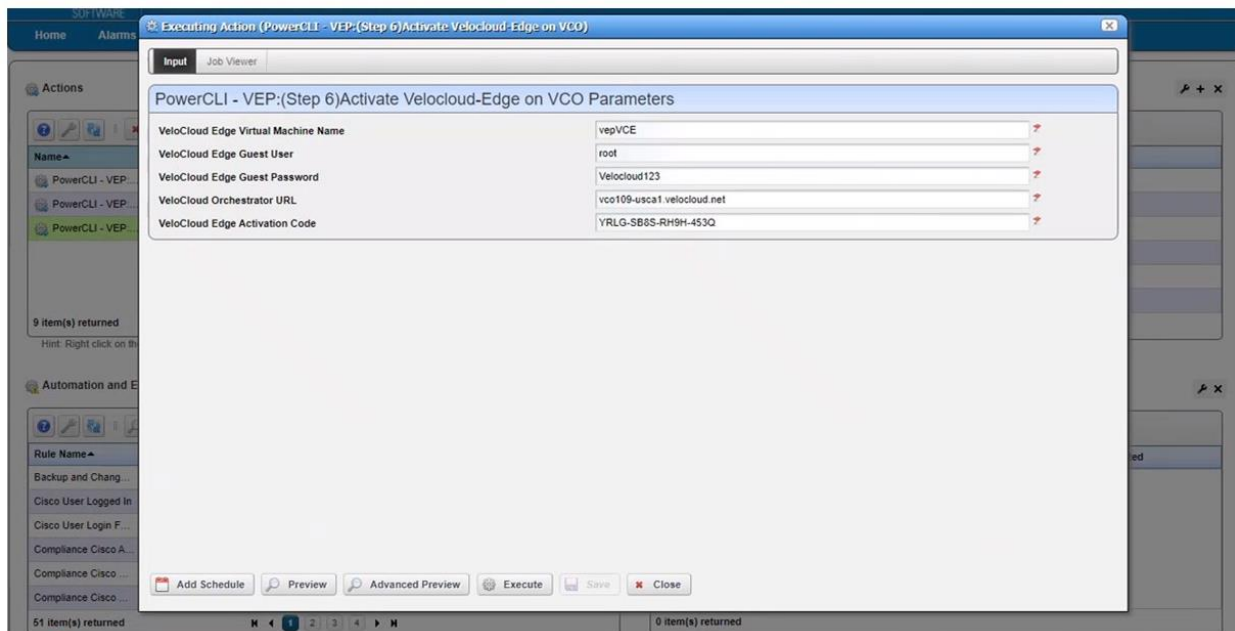 SOFTWARE
Home Alarms
Executing Action (PowerCLI - VEP:(Step 6)Activate Velocloud-Edge on VCO)
Input Job Viewer
Actions
PowerCLI - VEP:(Step 6)Activate Velocloud-Edge on VCO Parameters
VeloCloud Edge Virtual Machine Name vepVCE
VeloCloud Edge Guest User root
VeloCloud Edge Guest Password Velocloud123
VeloCloud Orchestrator URL vco109-usca1.velocloud.net
VeloCloud Edge Activation Code YRLG-SB8S-RH9H-453Q
Name
PowerCLI - VEP:...
PowerCLI - VEP:...
PowerCLI - VEP...
9 item(s) returned
Hint: Right click on th
Automation and E
Rule Name
ed
Backup and Chang...
Cisco User Logged In
Cisco User Login F...
Compliance Cisco A...
Compliance Cisco ...
Compliance Cisco ...
Add Schedule Preview Advanced Preview Execute Save Close
51 item(s) returned 1 2 3 4 0 item(s) returned